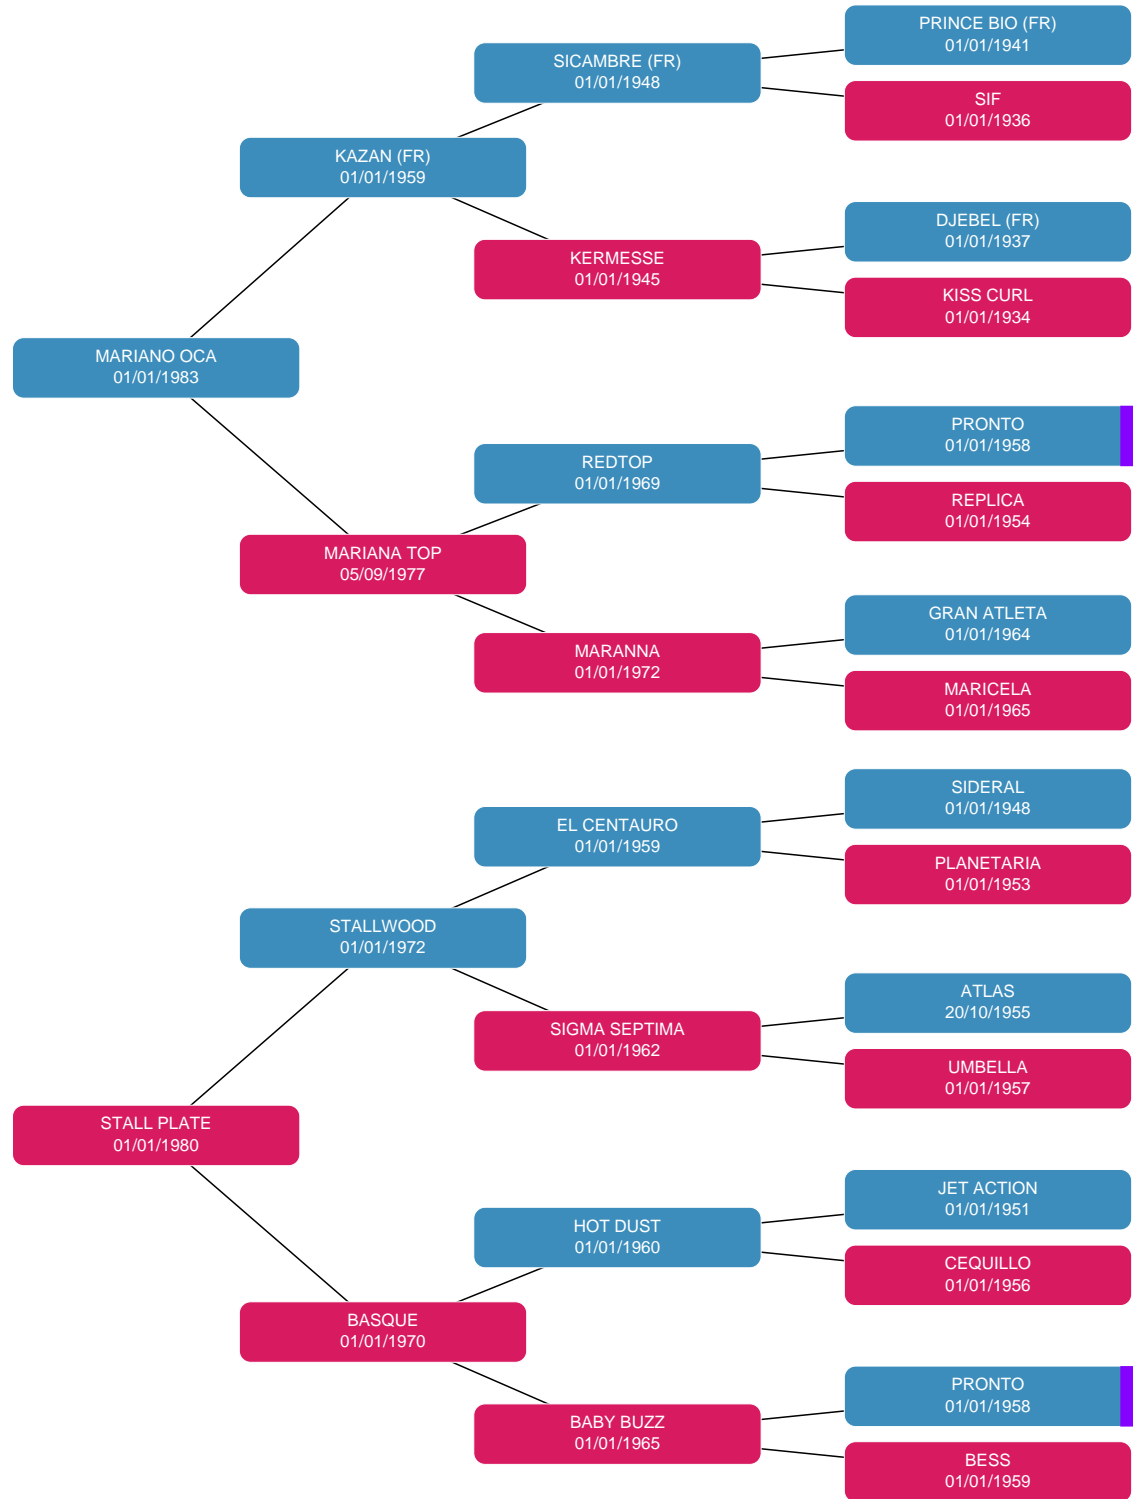 PRINCE BIO (FR)
01/01/1941
SICAMBRE (FR)
01/01/1948
SIF
01/01/1936
KAZAN (FR)
01/01/1959
DJEBEL (FR)
01/01/1937
KERMESSE
01/01/1945
KISS CURL
01/01/1934
MARIANO OCA
01/01/1983
PRONTO
01/01/1958
REDTOP
01/01/1969
REPLICA
01/01/1954
MARIANA TOP
05/09/1977
GRAN ATLETA
01/01/1964
MARANNA
01/01/1972
MARICELA
01/01/1965
SIDERAL
01/01/1948
EL CENTAURO
01/01/1959
PLANETARIA
01/01/1953
STALLWOOD
01/01/1972
ATLAS
20/10/1955
SIGMA SEPTIMA
01/01/1962
UMBELLA
01/01/1957
STALL PLATE
01/01/1980
JET ACTION
01/01/1951
HOT DUST
01/01/1960
CEQUILLO
01/01/1956
BASQUE
01/01/1970
PRONTO
01/01/1958
BABY BUZZ
01/01/1965
BESS
01/01/1959